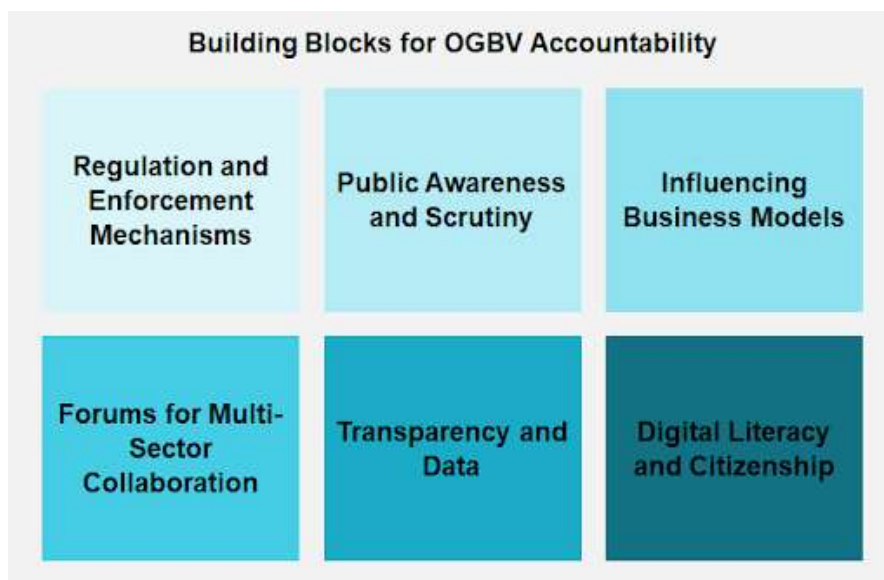 Building Blocks for OGBV Accountability
Regulation and
Enforcement
Mechanisms
Public Awareness
and Scrutiny
Influencing
Business Models
Forums for Multi-
Sector
Collaboration
Transparency and
Data
Digital Literacy
and Citizenship